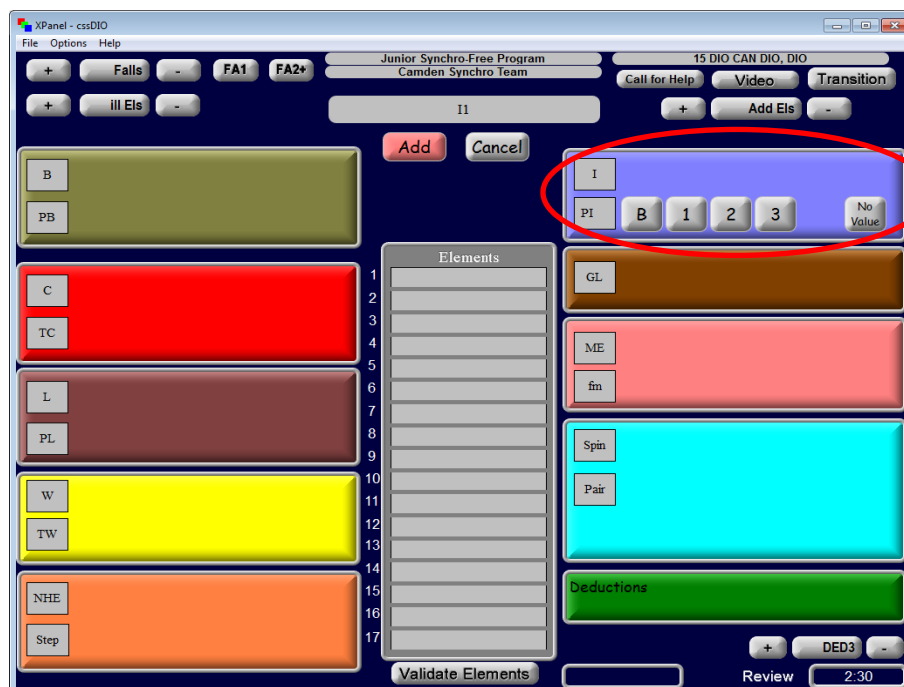 XPanel - cssDIO
File Options Help
+ Falls - FA1 FA2+
Junior Synchro-Free Program
Camden Synchro Team
15 DIO CAN DIO, DIO
Call for Help Video Transition
+ ill Els -
I1
+ Add Els -
Add Cancel
B
PB
I
PI B 1 2 3 No Value
C
TC
Elements
GL
1
2
3
4
5
6
7
8
9
10
11
12
13
14
15
16
17
ME
fm
L
PL
Spin
Pair
W
TW
NHE
Step
Deductions
+ DED3 -
Validate Elements
Review 2:30